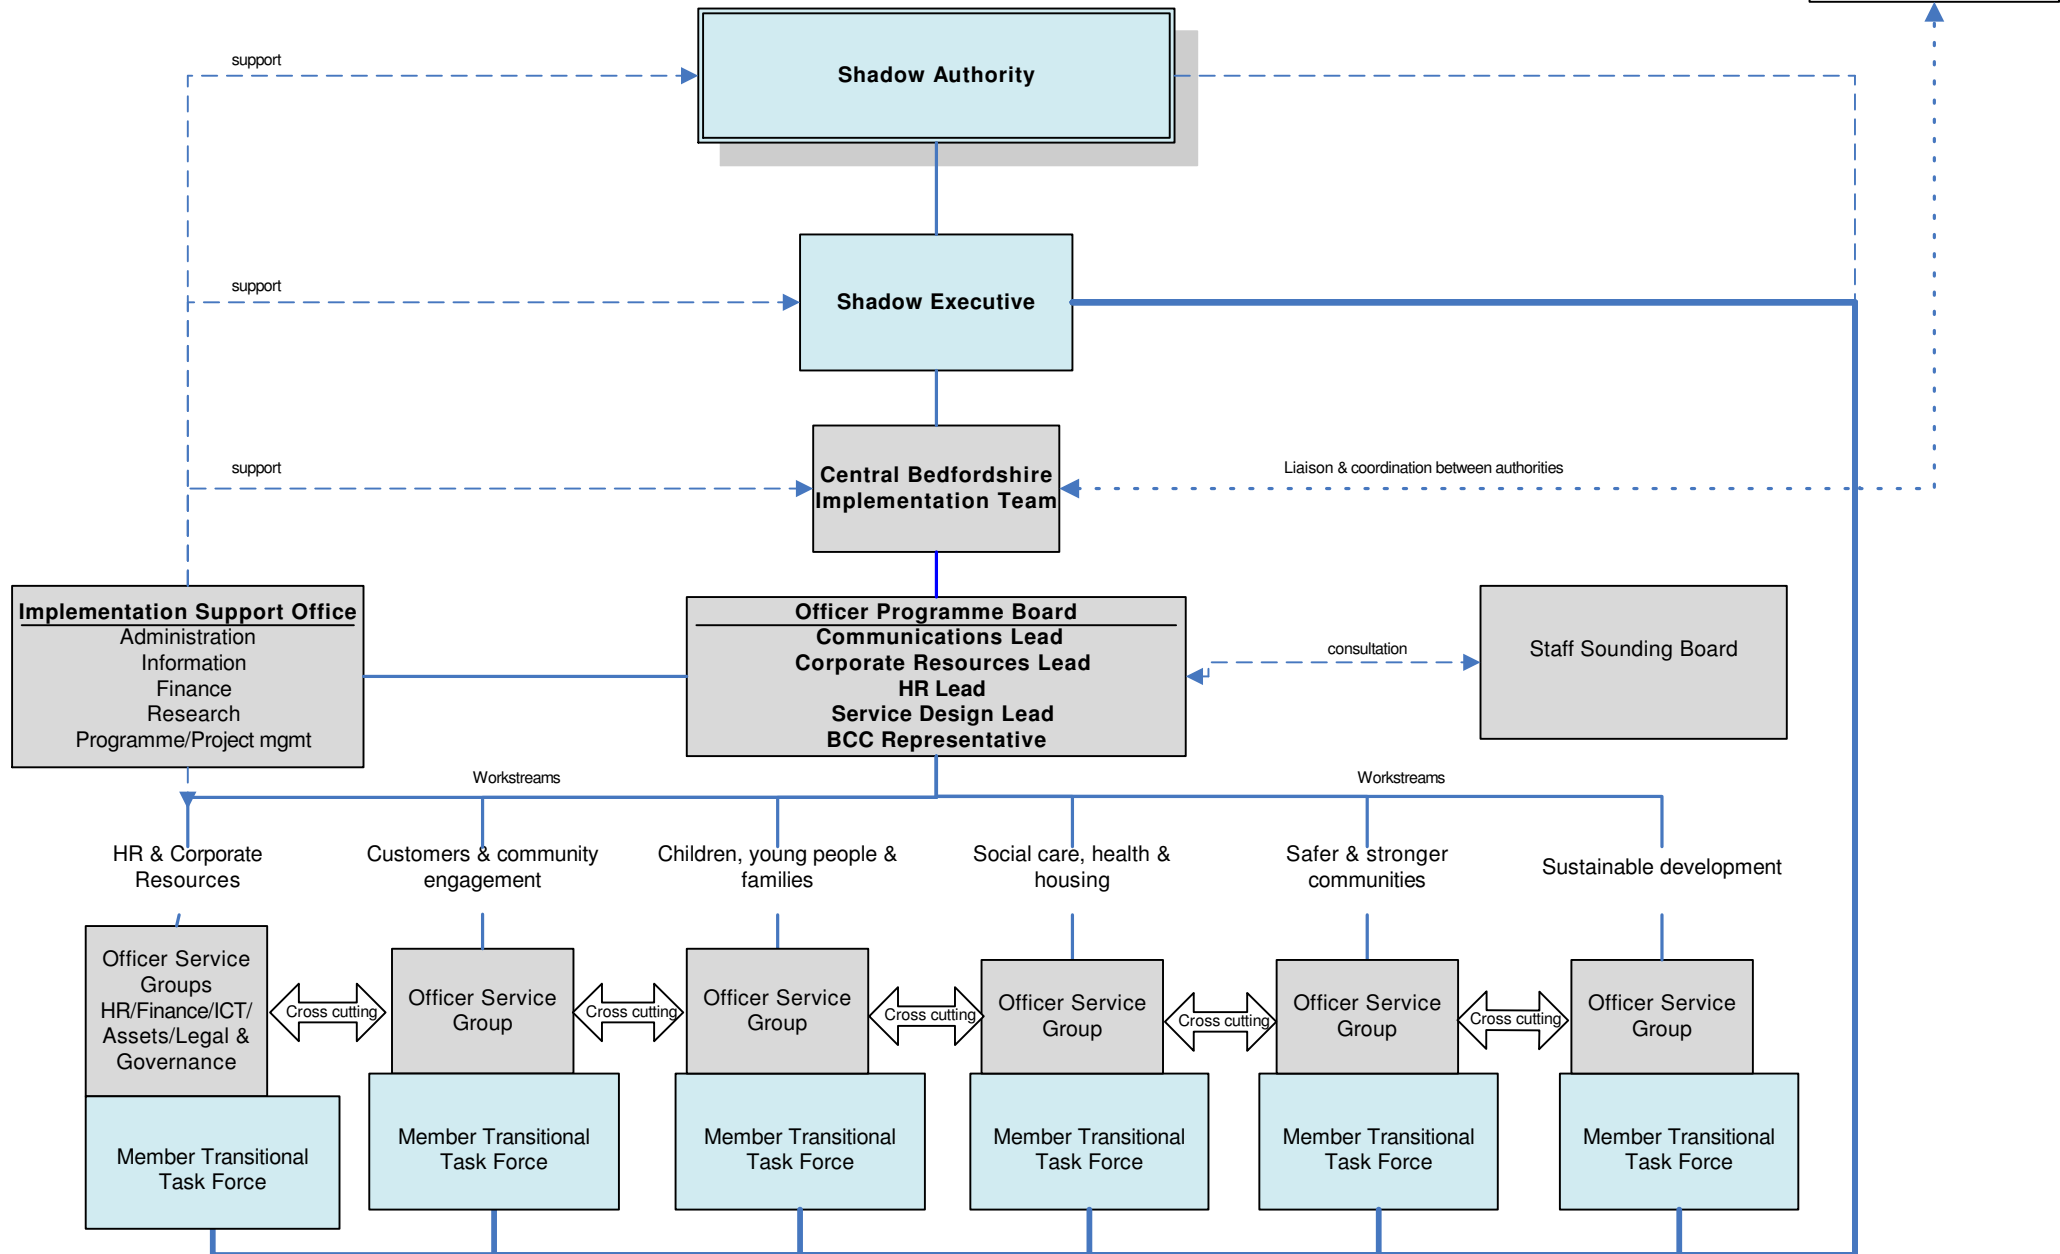 support
Shadow Authority
support
Shadow Executive
support
Central Bedfordshire
Implementation Team
Liaison & coordination between authorities
Implementation Support Office
Administration
Information
Finance
Research
Programme/Project mgmt
Officer Programme Board
Communications Lead
Corporate Resources Lead
HR Lead
Service Design Lead
BCC Representative
consultation
Staff Sounding Board
Workstreams
Workstreams
HR & Corporate
Resources
Customers & community
engagement
Children, young people &
families
Social care, health &
housing
Safer & stronger
communities
Sustainable development
Officer Service
Groups
HR/Finance/ICT/
Assets/Legal &
Governance
Cross cutting
Officer Service
Group
Cross cutting
Officer Service
Group
Cross cutting
Officer Service
Group
Cross cutting
Officer Service
Group
Cross cutting
Officer Service
Group
Member Transitional
Task Force
Member Transitional
Task Force
Member Transitional
Task Force
Member Transitional
Task Force
Member Transitional
Task Force
Member Transitional
Task Force